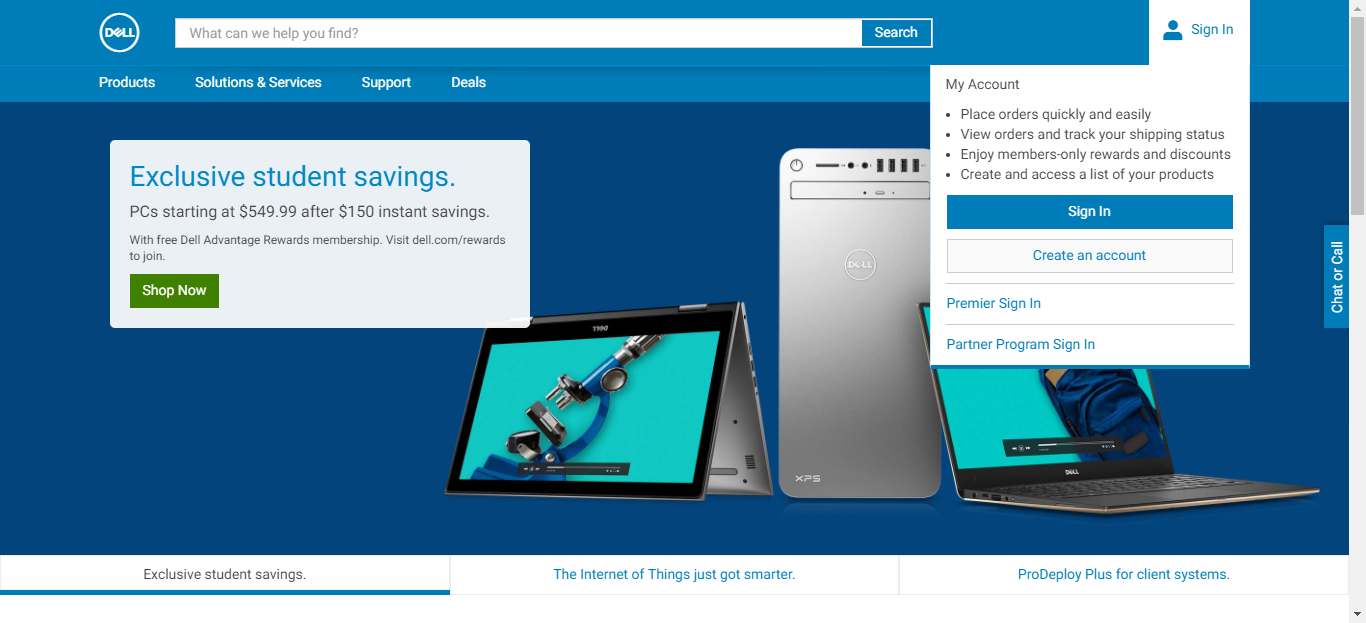 DELL
What can we help you find?
Search
Sign In
Products
Solutions & Services
Support
Deals
My Account
Place orders quickly and easily
View orders and track your shipping status
Enjoy members-only rewards and discounts
Create and access a list of your products
Sign In
Create an account
Premier Sign In
Partner Program Sign In
Exclusive student savings.
PCs starting at $549.99 after $150 instant savings.
With free Dell Advantage Rewards membership. Visit dell.com/rewards
to join.
Shop Now
DELL
DELL
XPS
DELL
Chat or Call
Exclusive student savings.
The Internet of Things just got smarter.
ProDeploy Plus for client systems.